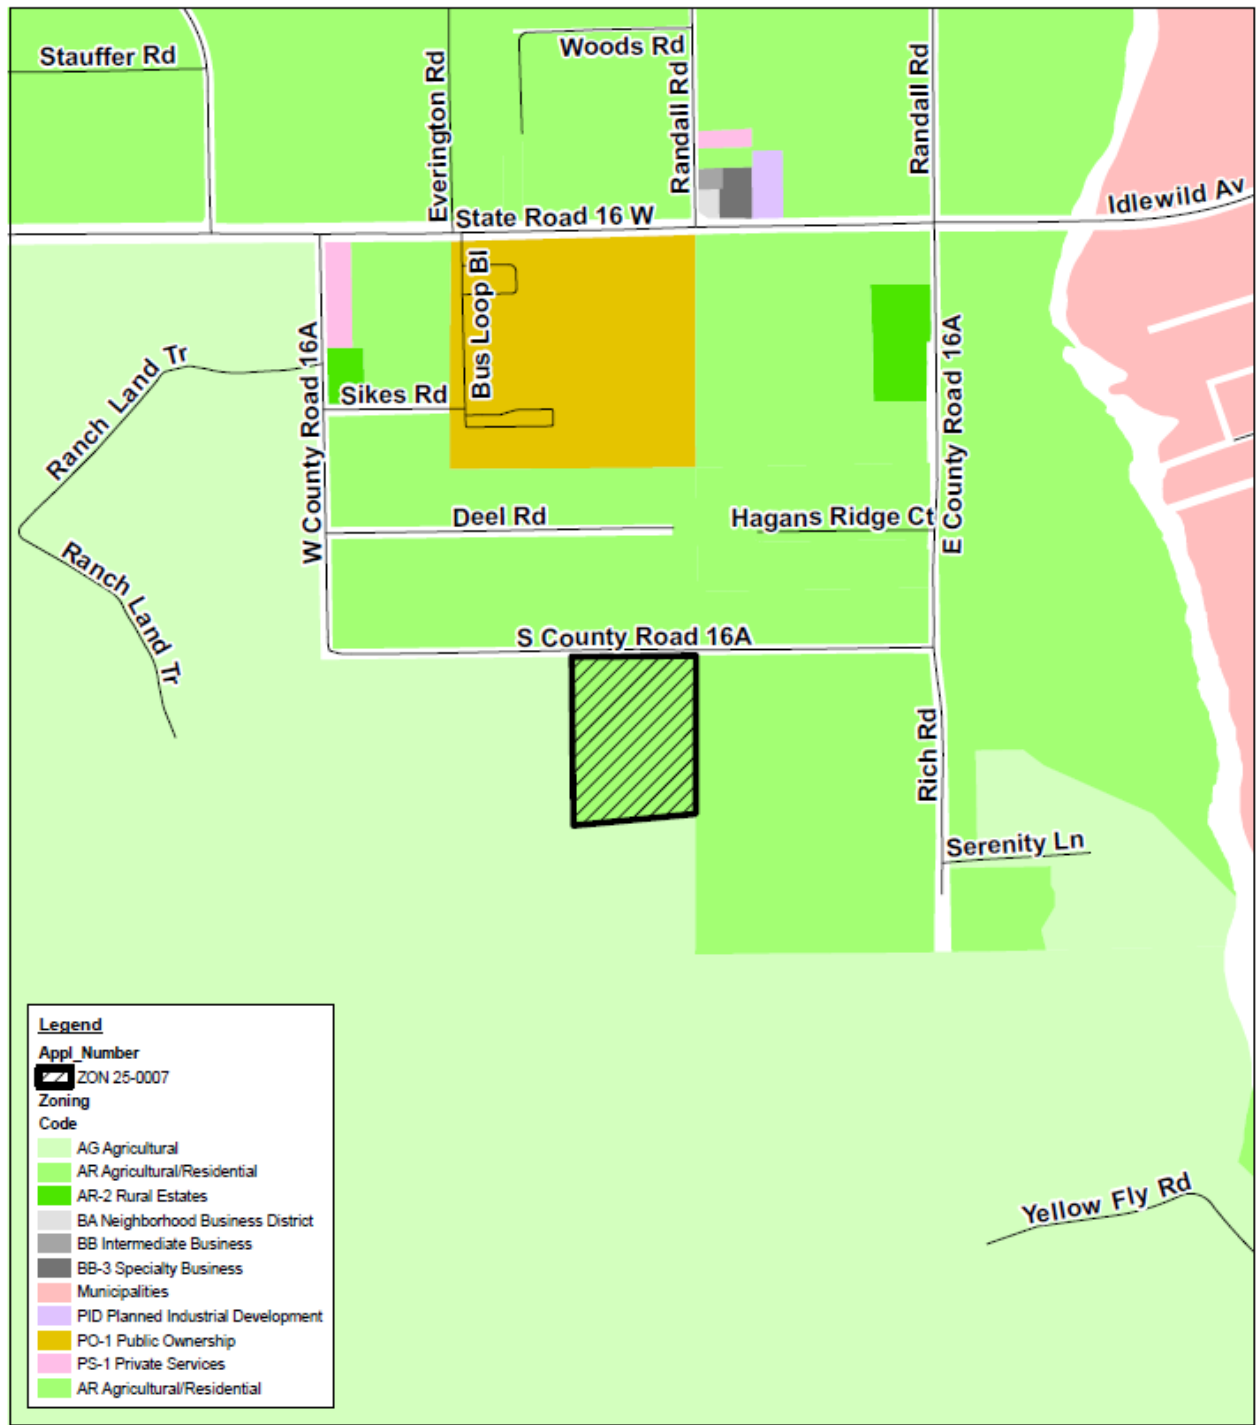 Stauffer Rd
Everington Rd
Woods Rd
Randall Rd
Randall Rd
Idlewild Av
State Road 16 W
Bus Loop Bl
W County Road 16A
E County Road 16A
Ranch Land Tr
Sikes Rd
Deel Rd
Hagans Ridge Ct
Ranch Land Tr
S County Road 16A
Rich Rd
Serenity Ln
Yellow Fly Rd
Legend
Appl_Number
ZON 25-0007
Zoning
Code
AG Agricultural
AR Agricultural/Residential
AR-2 Rural Estates
BA Neighborhood Business District
BB Intermediate Business
BB-3 Specialty Business
Municipalities
PID Planned Industrial Development
PO-1 Public Ownership
PS-1 Private Services
AR Agricultural/Residential